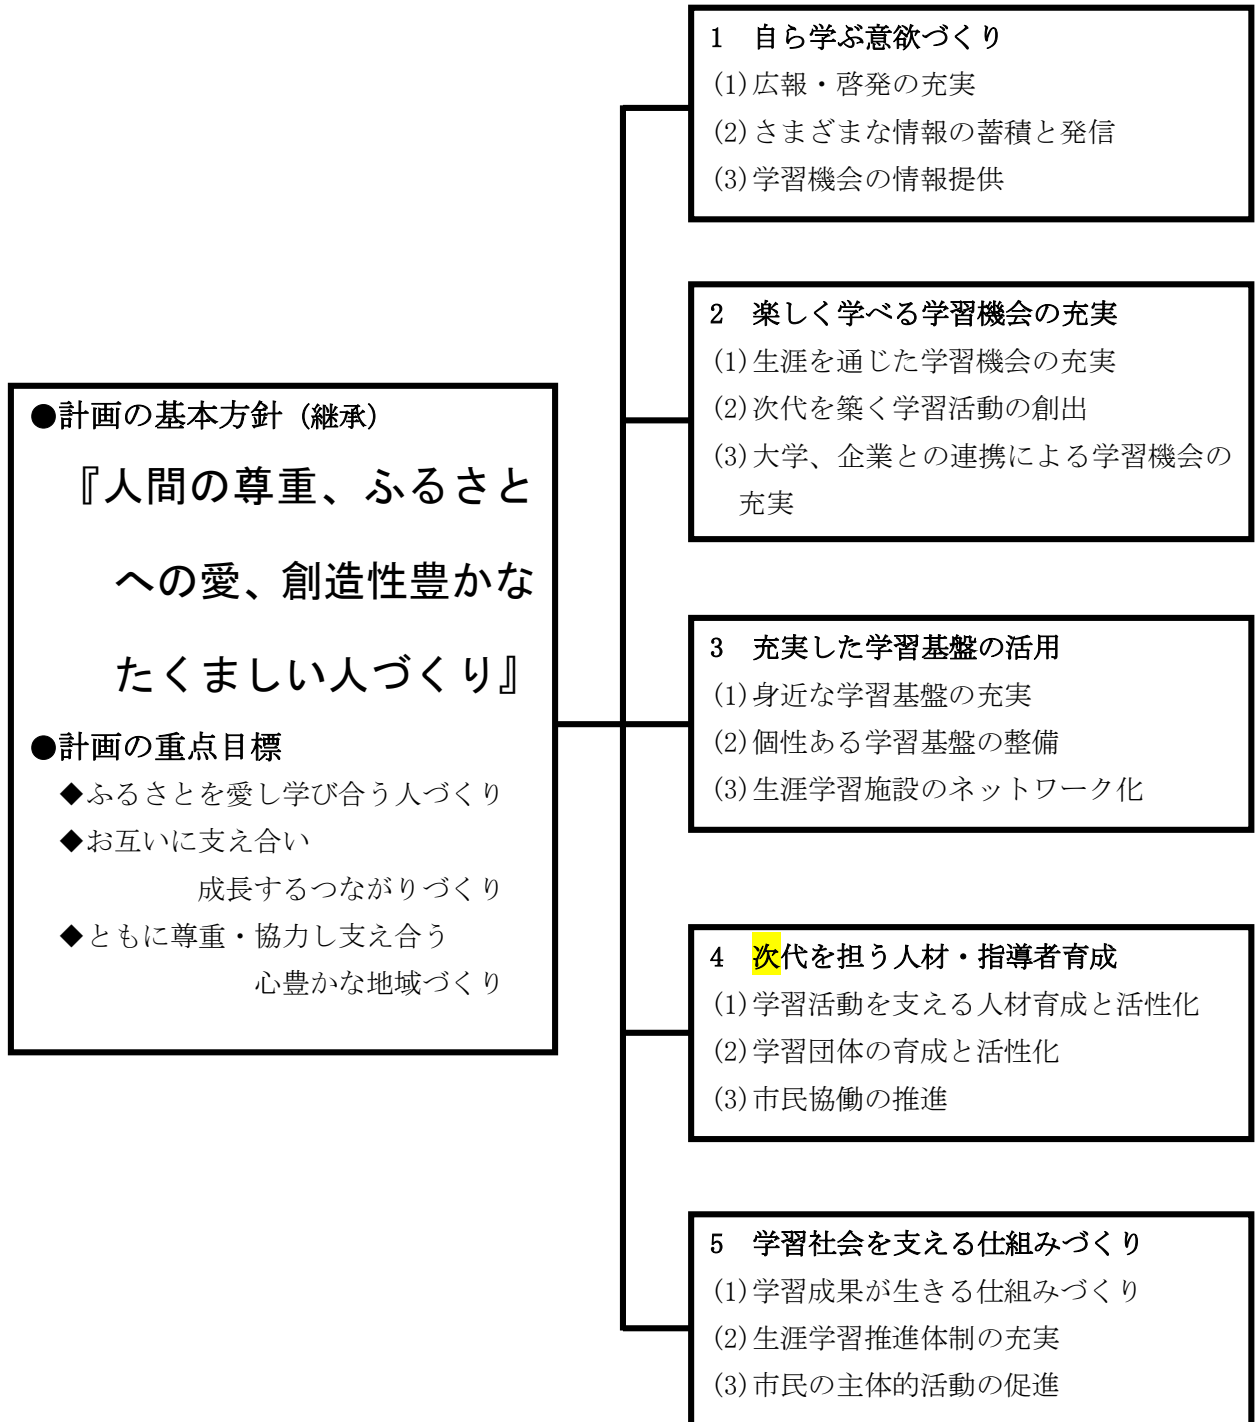 ●計画の基本方針（継承）
『人間の尊重、ふるさと
への愛、創造性豊かな
たくましい人づくり』
●計画の重点目標
◆ふるさとを愛し学び合う人づくり
◆お互いに支え合い
成長するつながりづくり
◆ともに尊重・協力し支え合う
心豊かな地域づくり
1　自ら学ぶ意欲づくり
(1)広報・啓発の充実
(2)さまざまな情報の蓄積と発信
(3)学習機会の情報提供
2　楽しく学べる学習機会の充実
(1)生涯を通じた学習機会の充実
(2)次代を築く学習活動の創出
(3)大学、企業との連携による学習機会の
充実
3　充実した学習基盤の活用
(1)身近な学習基盤の充実
(2)個性ある学習基盤の整備
(3)生涯学習施設のネットワーク化
4　次代を担う人材・指導者育成
(1)学習活動を支える人材育成と活性化
(2)学習団体の育成と活性化
(3)市民協働の推進
5　学習社会を支える仕組みづくり
(1)学習成果が生きる仕組みづくり
(2)生涯学習推進体制の充実
(3)市民の主体的活動の促進